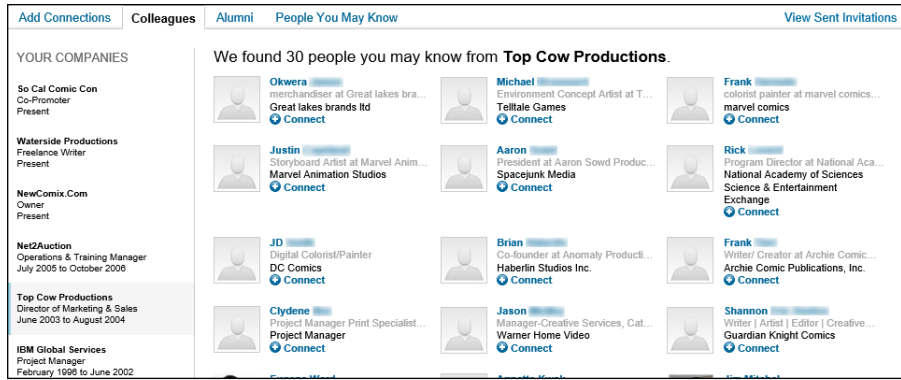 Add Connections Colleagues Alumni People You May Know View Sent Invitations
YOUR COMPANIES
So Cal Comic Con
Co-Promoter
Present
Waterside Productions
Freelance Writer
Present
NewComix.Com
Owner
Present
Net2Auction
Operations & Training Manager
July 2005 to October 2006
Top Cow Productions
Director of Marketing & Sales
June 2003 to August 2004
IBM Global Services
Project Manager
February 1996 to June 2002
We found 30 people you may know from Top Cow Productions.
Okwera
merchandiser at Great lakes bra...
Great lakes brands ltd
Connect
Michael
Environment Concept Artist at T...
Telltale Games
Connect
Frank
colorist painter at marvel comics...
marvel comics
Connect
Justin
Storyboard Artist at Marvel Anim...
Marvel Animation Studios
Connect
Aaron
President at Aaron Sowd Produc...
Spacejunk Media
Connect
Rick
Program Director at National Aca...
National Academy of Sciences
Science & Entertainment
Exchange
Connect
JD
Digital Colorist/Painter
DC Comics
Connect
Brian
Co-founder at Anomaly Producti...
Haberlin Studios Inc.
Connect
Frank
Writer/ Creator at Archie Comic...
Archie Comic Publications, Inc.
Connect
Clydene
Project Manager Print Specialist...
Project Manager
Connect
Jason
Manager-Creative Services, Cat...
Warner Home Video
Connect
Shannon
Writer | Artist | Editor | Creative...
Guardian Knight Comics
Connect